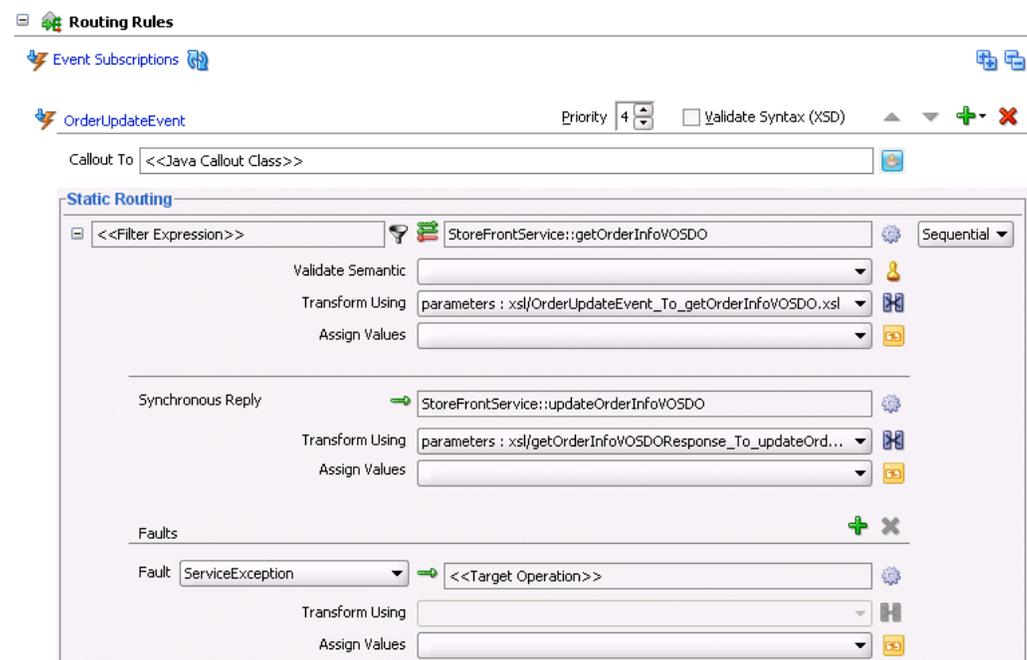 Routing Rules
Event Subscriptions
OrderUpdateEvent Priority 4 Validate Syntax (XSD)
Callout To <<Java Callout Class>>
Static Routing
<<Filter Expression>> StoreFrontService::getOrderInfoVOSDO Sequential
Validate Semantic
Transform Using parameters : xsl/OrderUpdateEvent_To_getOrderInfoVOSDO.xsl
Assign Values
Synchronous Reply StoreFrontService::updateOrderInfoVOSDO
Transform Using parameters : xsl/getOrderInfoVOSDOResponse_To_updateOrd...
Assign Values
Faults
Fault ServiceException <<Target Operation>>
Transform Using
Assign Values